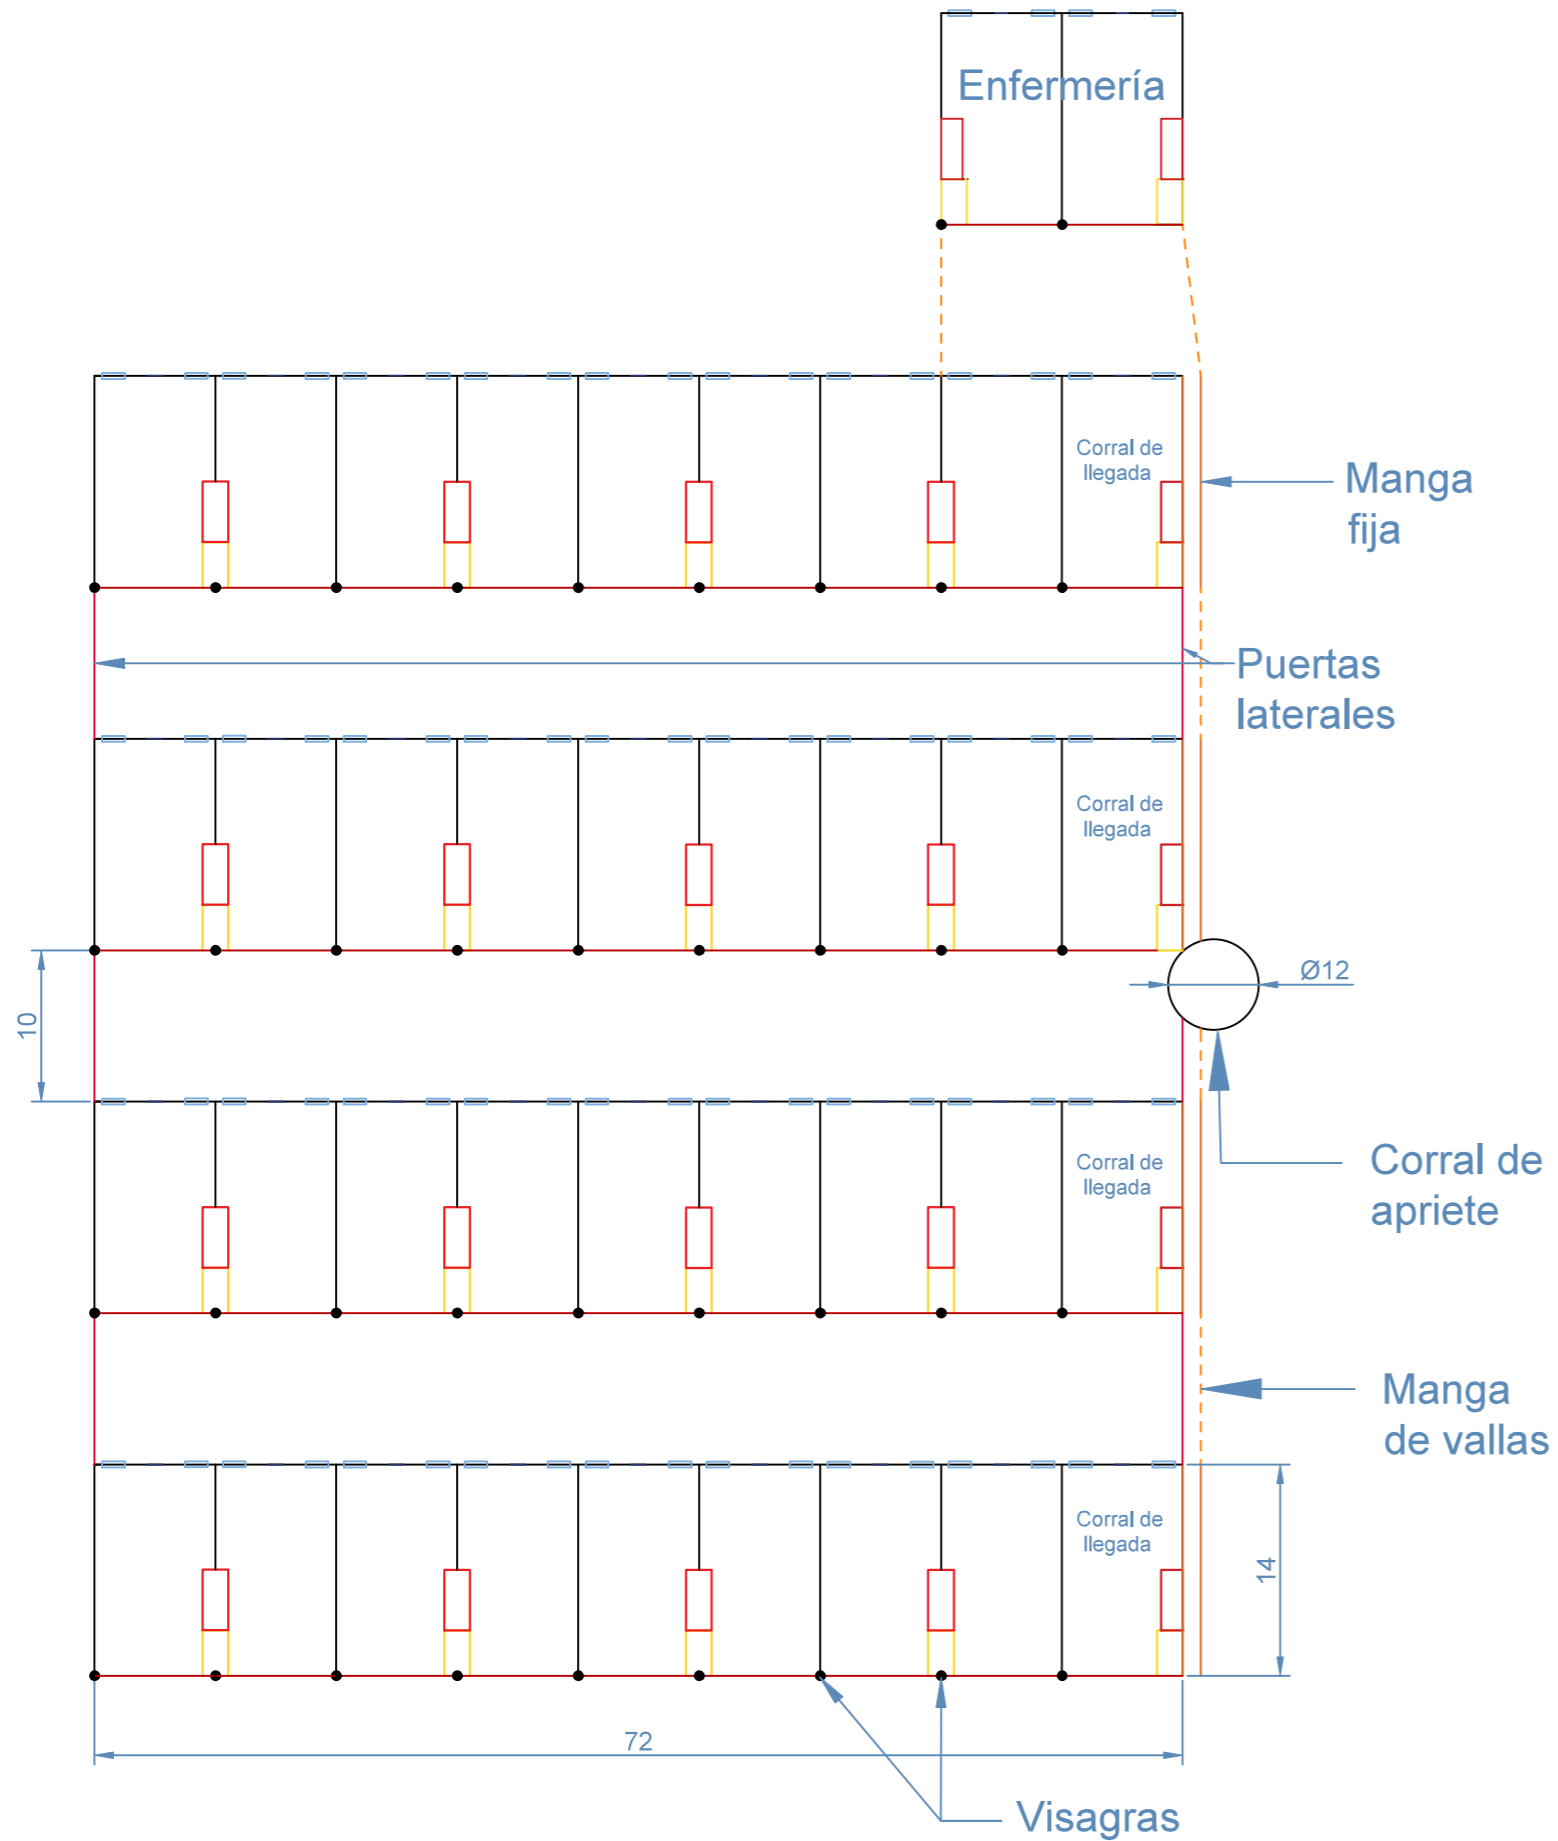 Enfermería
Corral de
llegada
Manga
fija
Puertas
laterales
Corral de
llegada
Ø12
10
Corral de
llegada
Corral de
apriete
Manga
de vallas
Corral de
llegada
14
72
Visagras